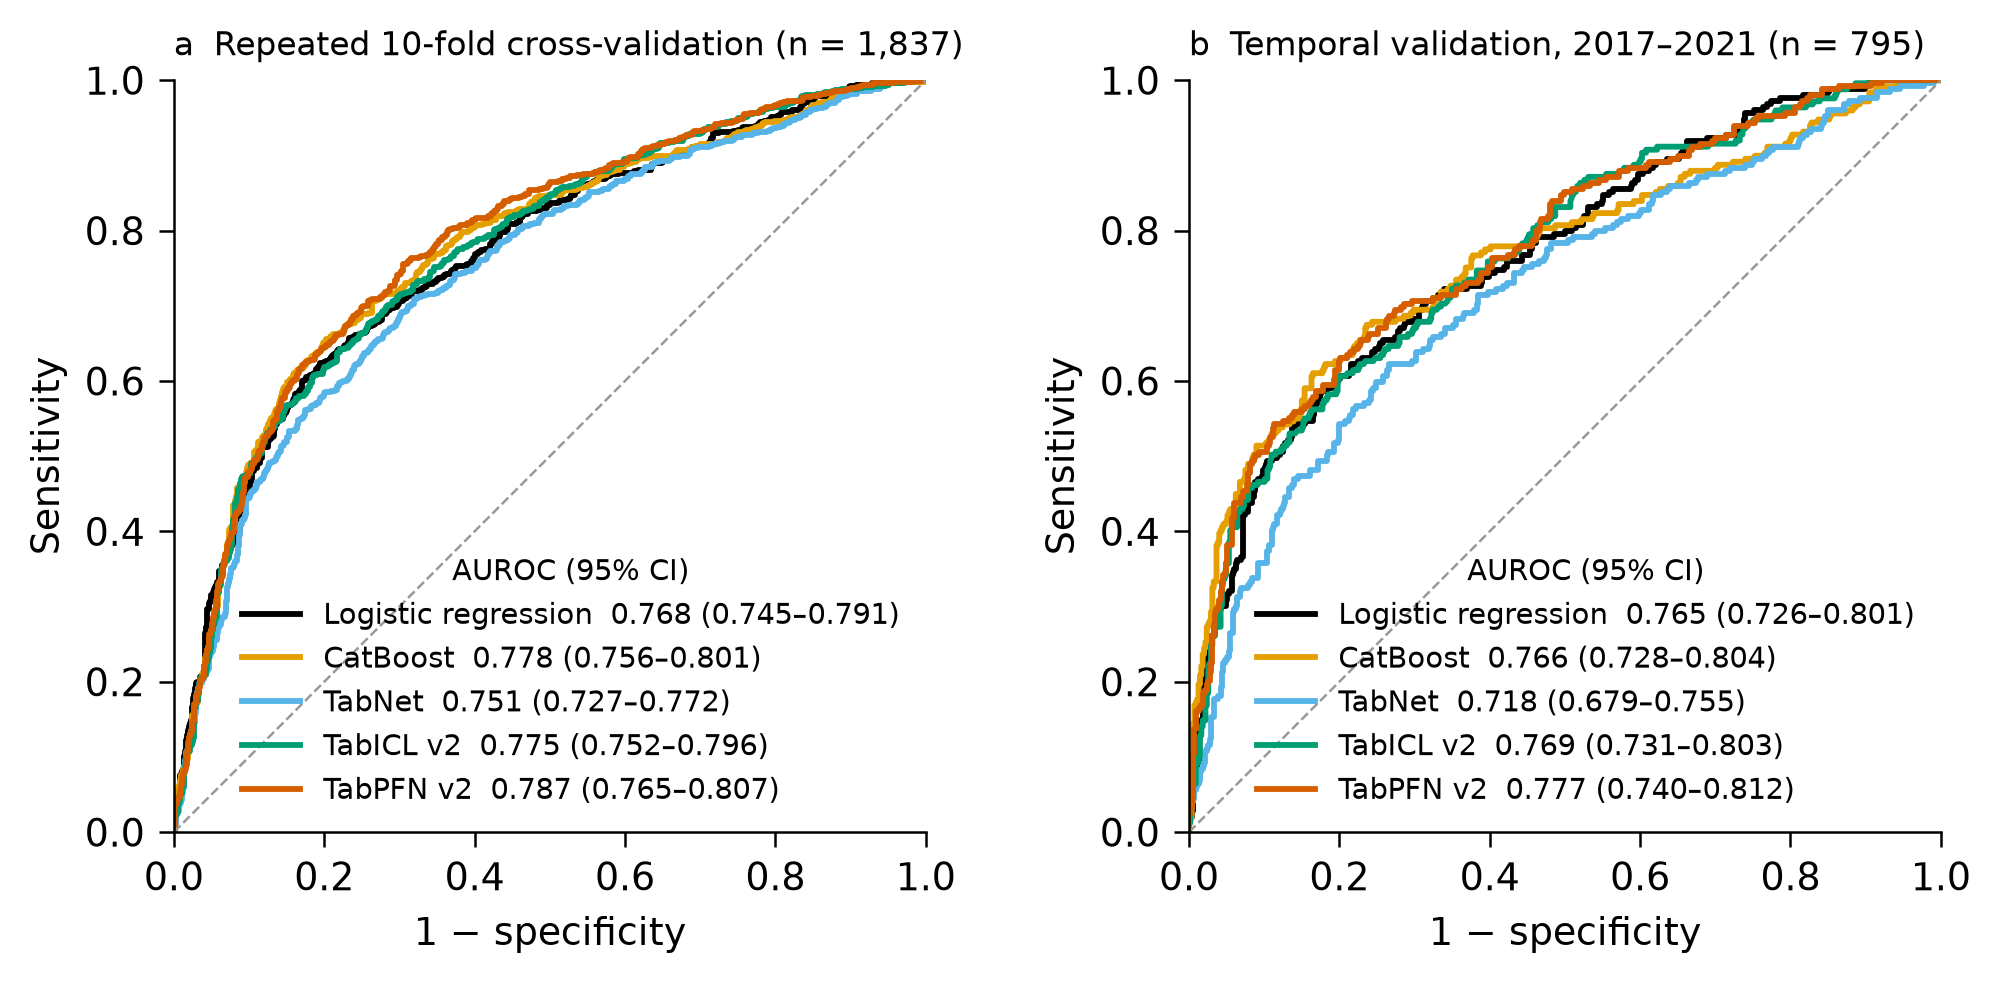 a  Repeated 10-fold cross-validation (n = 1,837)
1.0
0.8
0.6
0.4
0.2
0.0
Sensitivity
AUROC (95% CI)
Logistic regression  0.768 (0.745–0.791)
CatBoost  0.778 (0.756–0.801)
TabNet  0.751 (0.727–0.772)
TabICL v2  0.775 (0.752–0.796)
TabPFN v2  0.787 (0.765–0.807)
0.0 0.2 0.4 0.6 0.8 1.0
1 − specificity
b  Temporal validation, 2017–2021 (n = 795)
1.0
0.8
0.6
0.4
0.2
0.0
Sensitivity
AUROC (95% CI)
Logistic regression  0.765 (0.726–0.801)
CatBoost  0.766 (0.728–0.804)
TabNet  0.718 (0.679–0.755)
TabICL v2  0.769 (0.731–0.803)
TabPFN v2  0.777 (0.740–0.812)
0.0 0.2 0.4 0.6 0.8 1.0
1 − specificity